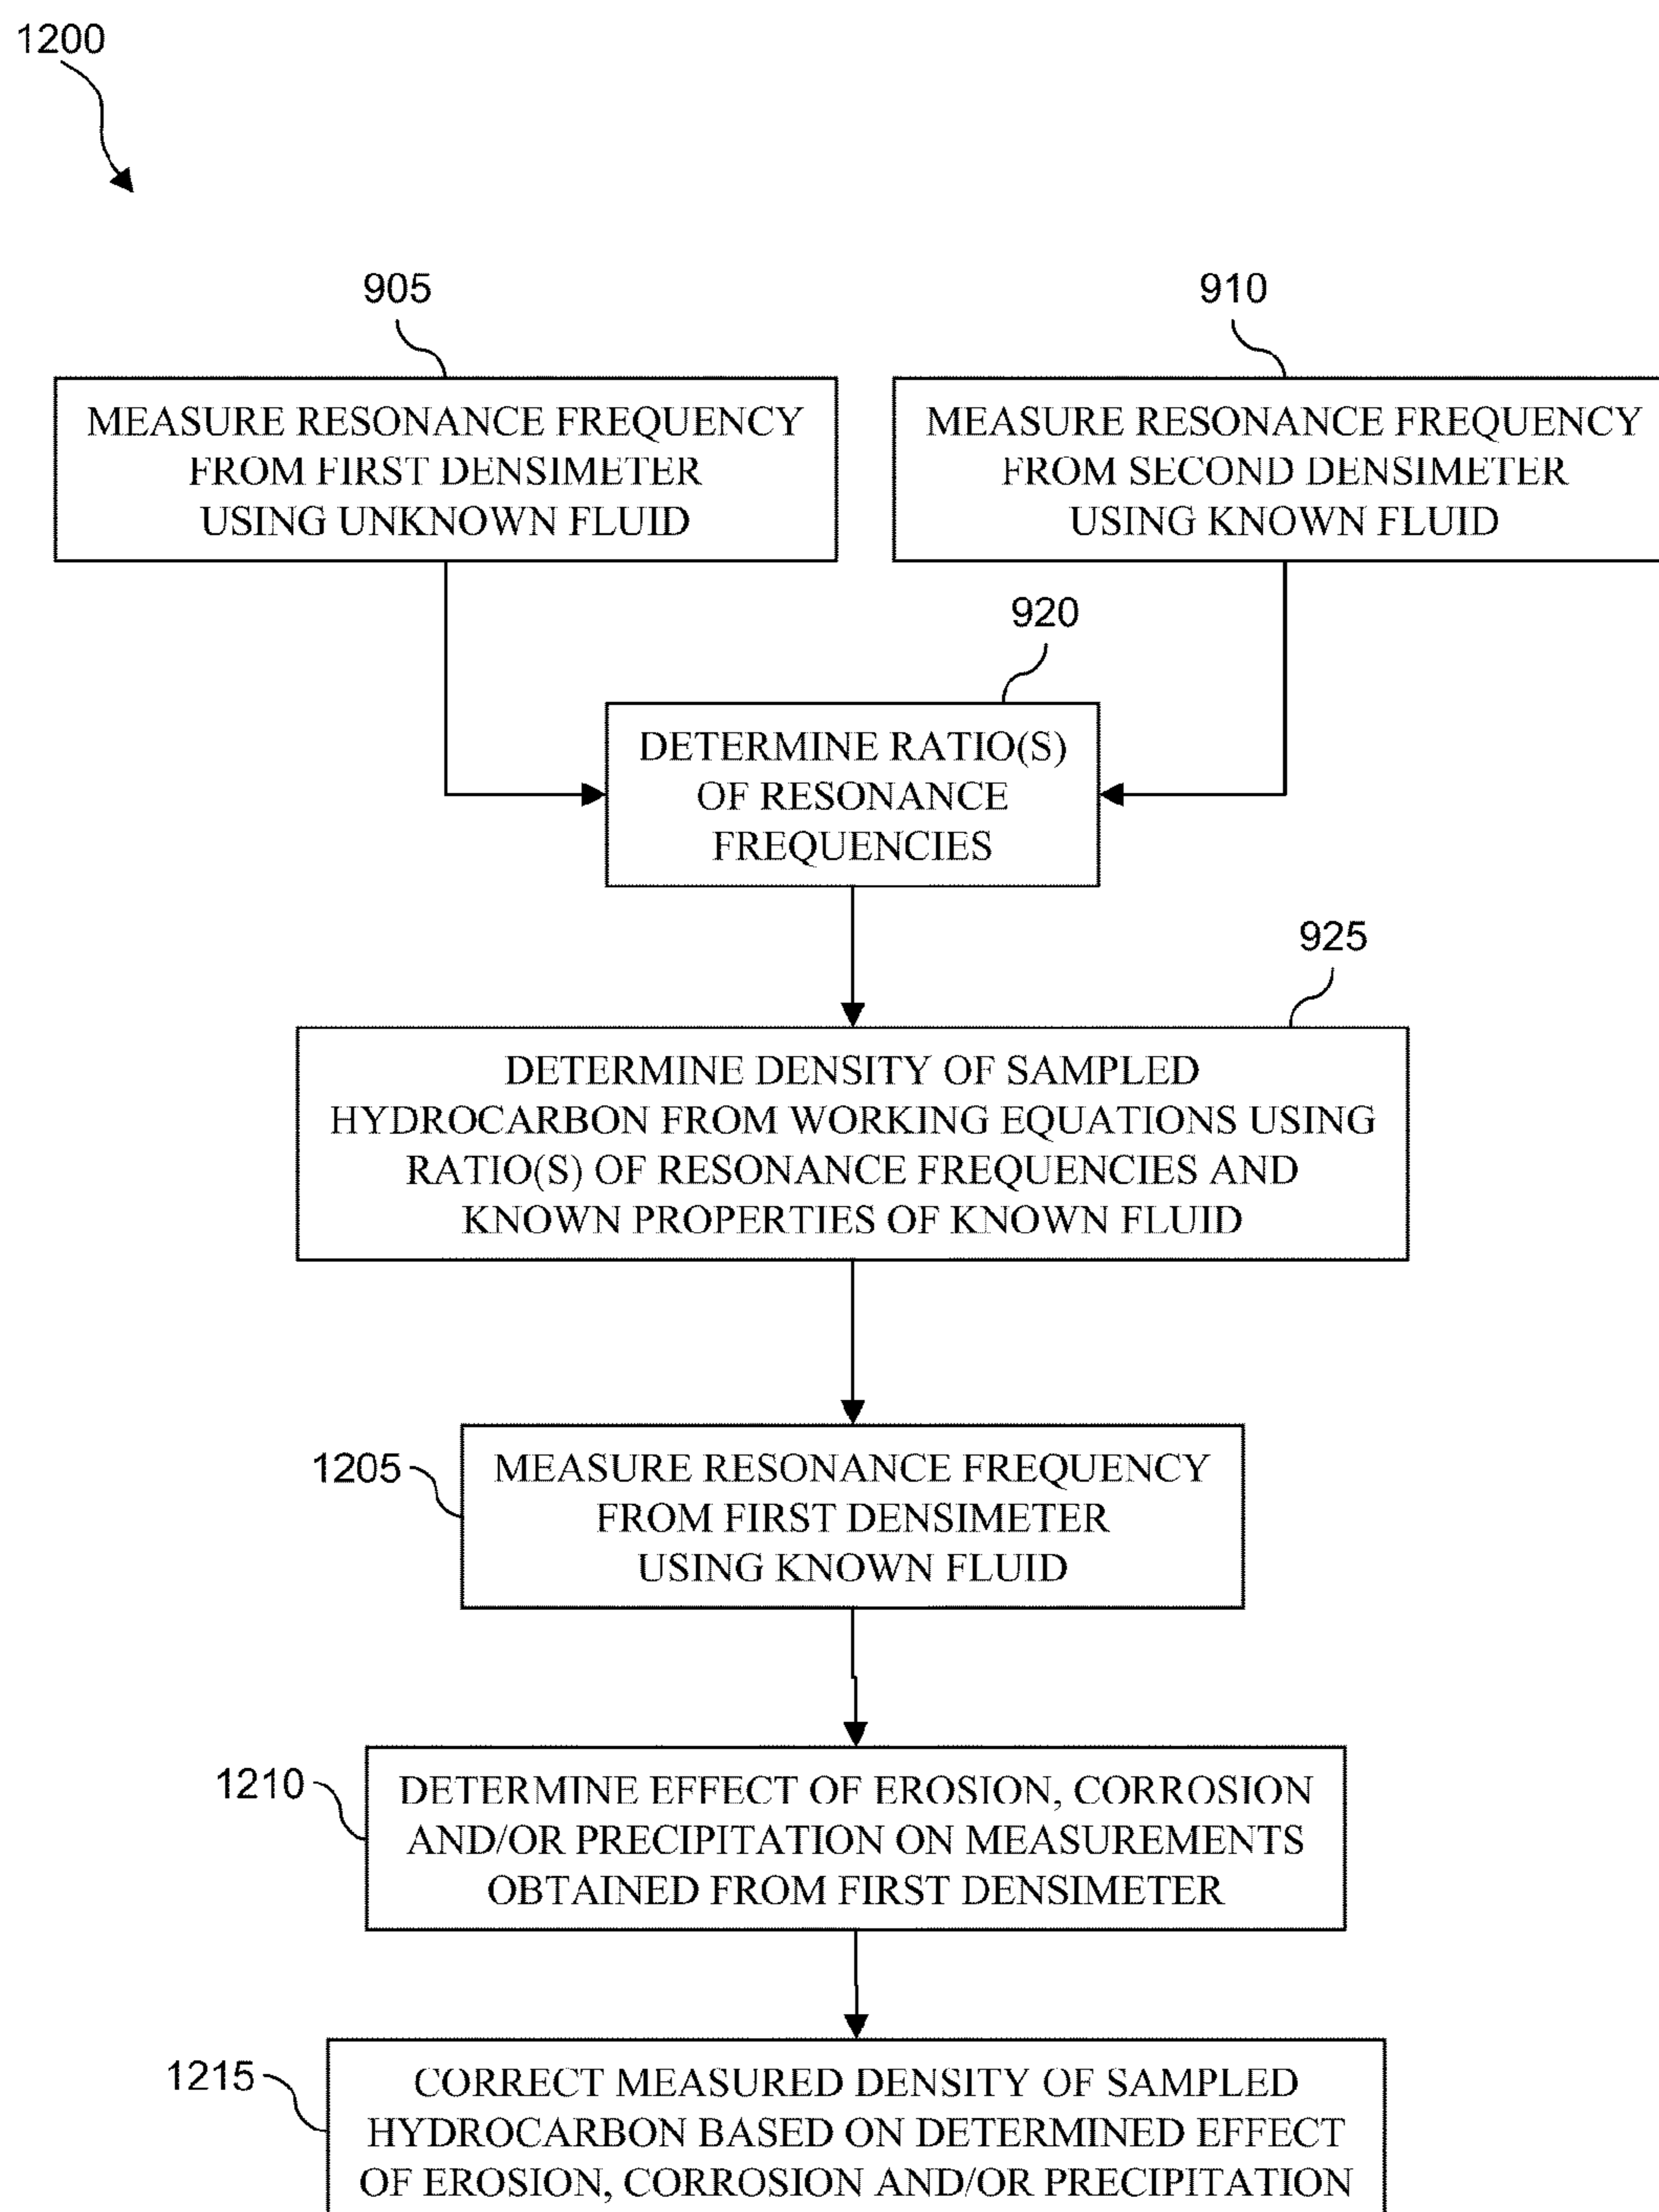 1200
905
MEASURE RESONANCE FREQUENCY
FROM FIRST DENSIMETER
USING UNKNOWN FLUID
910
MEASURE RESONANCE FREQUENCY
FROM SECOND DENSIMETER
USING KNOWN FLUID
920
DETERMINE RATIO(S)
OF RESONANCE
FREQUENCIES
925
DETERMINE DENSITY OF SAMPLED
HYDROCARBON FROM WORKING EQUATIONS USING
RATIO(S) OF RESONANCE FREQUENCIES AND
KNOWN PROPERTIES OF KNOWN FLUID
1205
MEASURE RESONANCE FREQUENCY
FROM FIRST DENSIMETER
USING KNOWN FLUID
1210
DETERMINE EFFECT OF EROSION, CORROSION
AND/OR PRECIPITATION ON MEASUREMENTS
OBTAINED FROM FIRST DENSIMETER
1215
CORRECT MEASURED DENSITY OF SAMPLED
HYDROCARBON BASED ON DETERMINED EFFECT
OF EROSION, CORROSION AND/OR PRECIPITATION